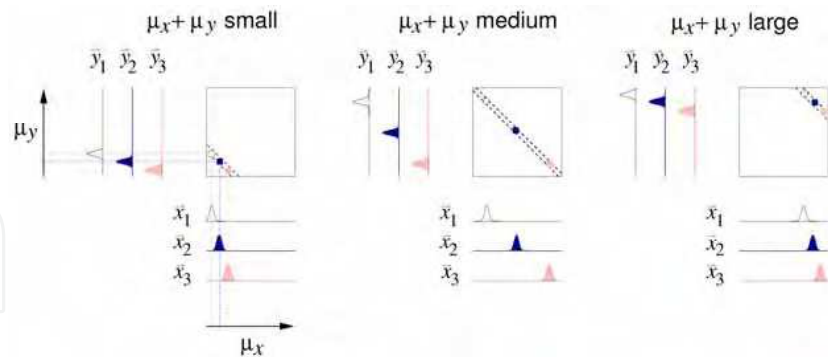 μx + μy small
μx + μy medium
μx + μy large
ȳ1 ȳ2 ȳ3
ȳ1 ȳ2 ȳ3
ȳ1 ȳ2 ȳ3
μy
x̄1
x̄2
x̄3
x̄1
x̄2
x̄3
x̄1
x̄2
x̄3
μx